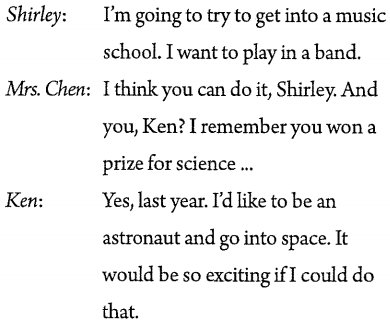 Shirley: I'm going to try to get into a music
school. I want to play in a band.
Mrs. Chen: I think you can do it, Shirley. And
you, Ken? I remember you won a
prize for science ...
Ken: Yes, last year. I'd like to be an
astronaut and go into space. It
would be so exciting if I could do
that.